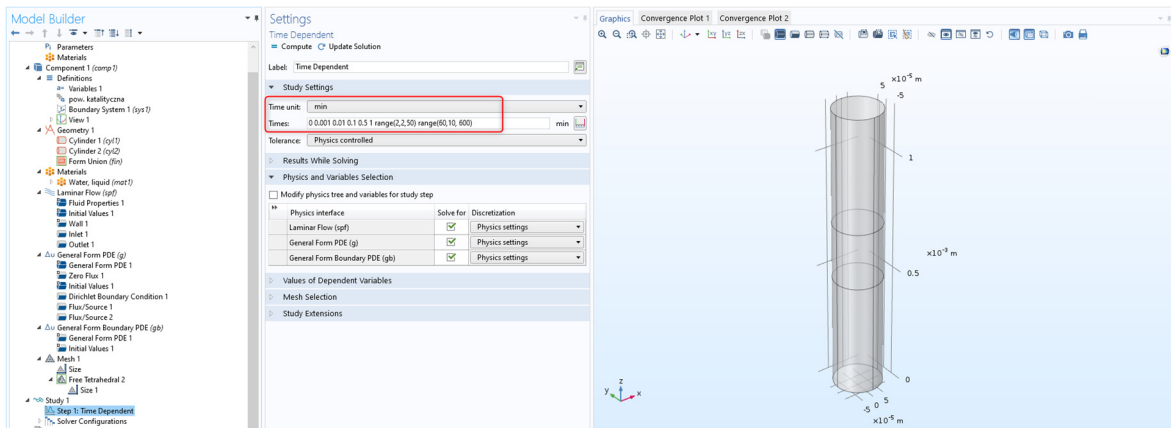 Model Builder
Parameters
Materials
Component 1 (comp1)
Definitions
Variables 1
pow. katalityczna
Boundary System 1 (sys1)
View 1
Geometry 1
Cylinder 1 (cyl1)
Cylinder 2 (cyl2)
Form Union (fin)
Materials
Water, liquid (mat1)
Laminar Flow (spf)
Fluid Properties 1
Initial Values 1
Wall 1
Inlet 1
Outlet 1
Δu General Form PDE (g)
General Form PDE 1
Zero Flux 1
Initial Values 1
Dirichlet Boundary Condition 1
Flux/Source 1
Flux/Source 2
Δu General Form Boundary PDE (gb)
General Form PDE 1
Initial Values 1
Mesh 1
Size
Free Tetrahedral 2
Size 1
Study 1
Step 1: Time Dependent
Solver Configurations
Settings
Time Dependent
= Compute Update Solution
Label: Time Dependent
Study Settings
Time unit: min
Times: 0 0.001 0.01 0.1 0.5 1 range(2,2,50) range(60,10, 600) min
Tolerance: Physics controlled
Results While Solving
Physics and Variables Selection
Modify physics tree and variables for study step
Physics interface Solve for Discretization
Laminar Flow (spf) Physics settings
General Form PDE (g) Physics settings
General Form Boundary PDE (gb) Physics settings
Values of Dependent Variables
Mesh Selection
Study Extensions
Graphics Convergence Plot 1 Convergence Plot 2
×10⁻⁵ m
5 -5
1
×10⁻³ m
0.5
0
-5 0 5
×10⁻⁵ m
z
y x